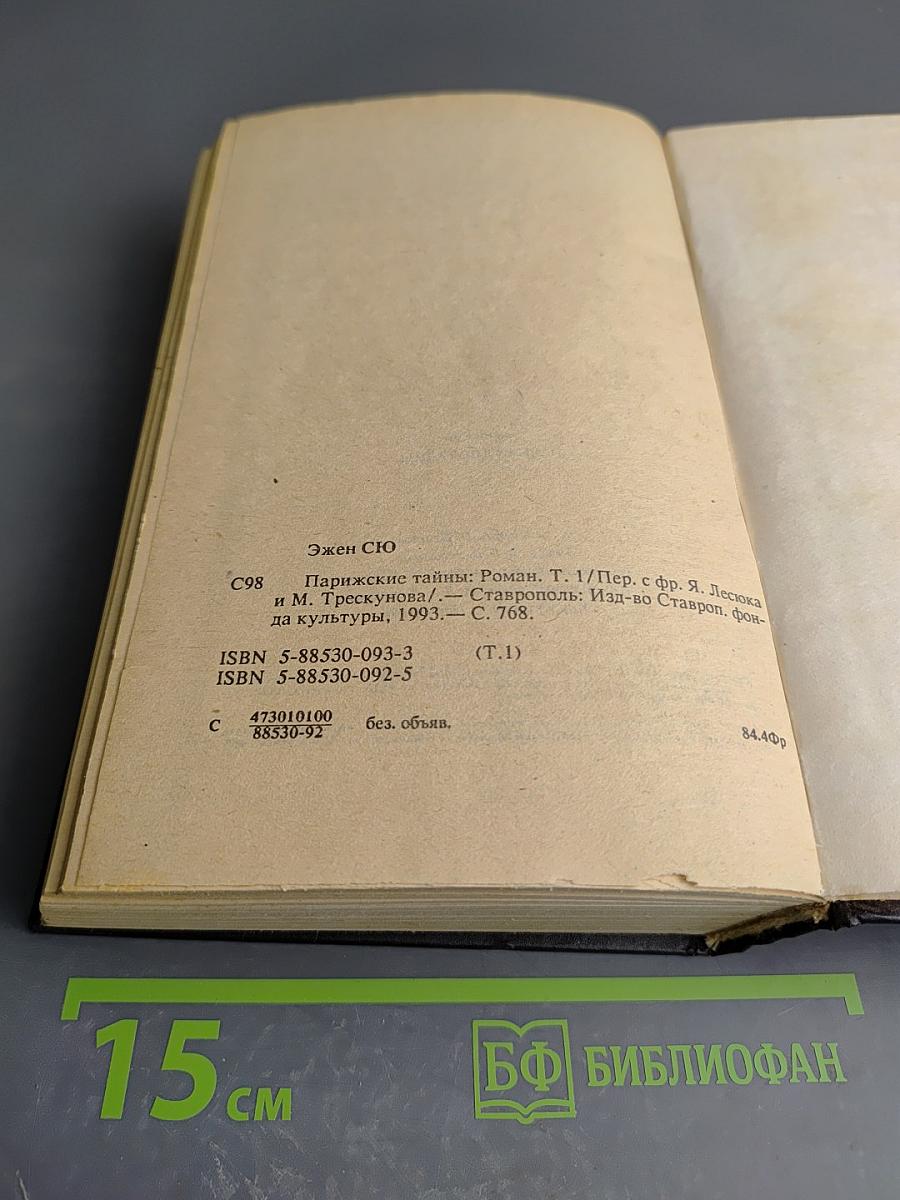 Эжен СЮ
С98 Парижские тайны: Роман. Т. 1/Пер. с фр. Я. Лесюка
и М. Трескунова/.— Ставрополь: Изд-во Ставроп. фон-
да культуры, 1993.— С. 768.
ISBN 5-88530-093-3 (Т.1)
ISBN 5-88530-092-5
С 473010100 без. объяв.
88530-92
84.4Фр
15 см
БФ БИБЛИОФАН